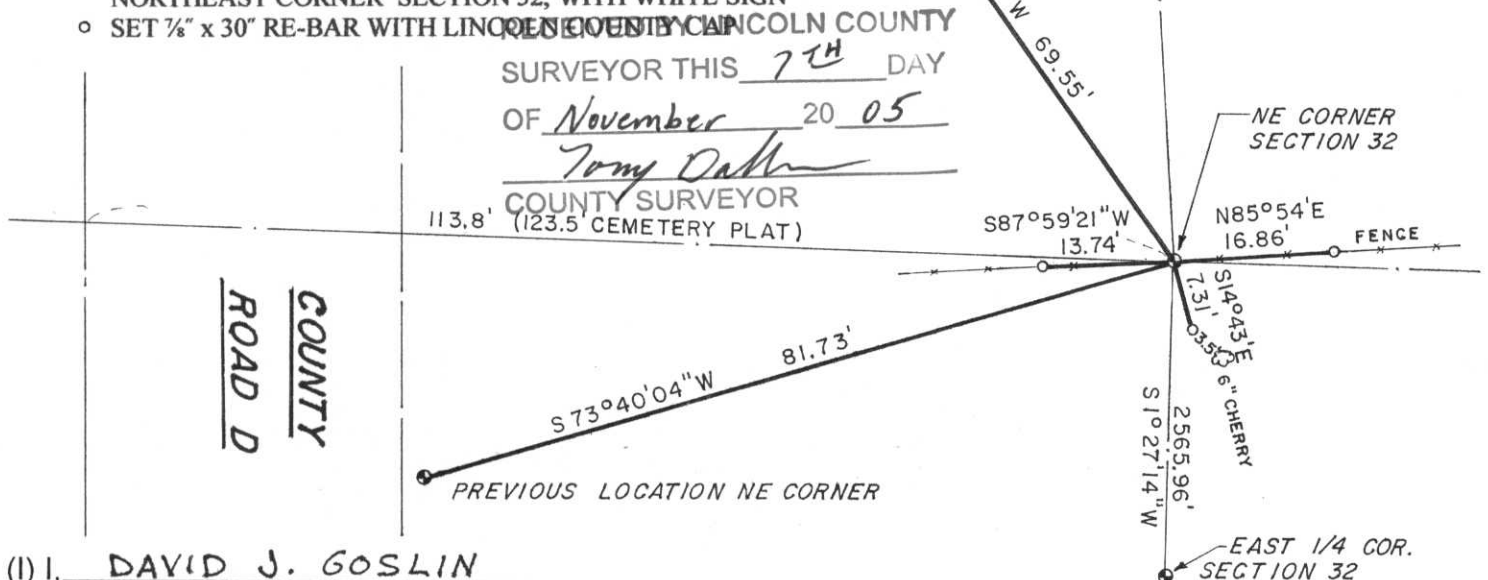 NORTHEAST CORNER SECTION 32, WITH WHITE SIGN
○ SET ⅞" x 30" RE-BAR WITH LINCOLN COUNTY CAP
RECEIVED BY LINCOLN COUNTY
SURVEYOR THIS 7TH DAY
OF November 20 05
COUNTY SURVEYOR
W 69.55'
NE CORNER
SECTION 32
113.8' (123.5' CEMETERY PLAT)
S87°59'21"W
13.74'
N85°54'E
16.86'
FENCE
S14°43'E
7.31'
3.5'
6" CHERRY
COUNTY
ROAD D
S73°40'04"W 81.73'
PREVIOUS LOCATION NE CORNER
2565.96'
S1°27'14"W
EAST 1/4 COR.
SECTION 32
(1) I, DAVID J. GOSLIN